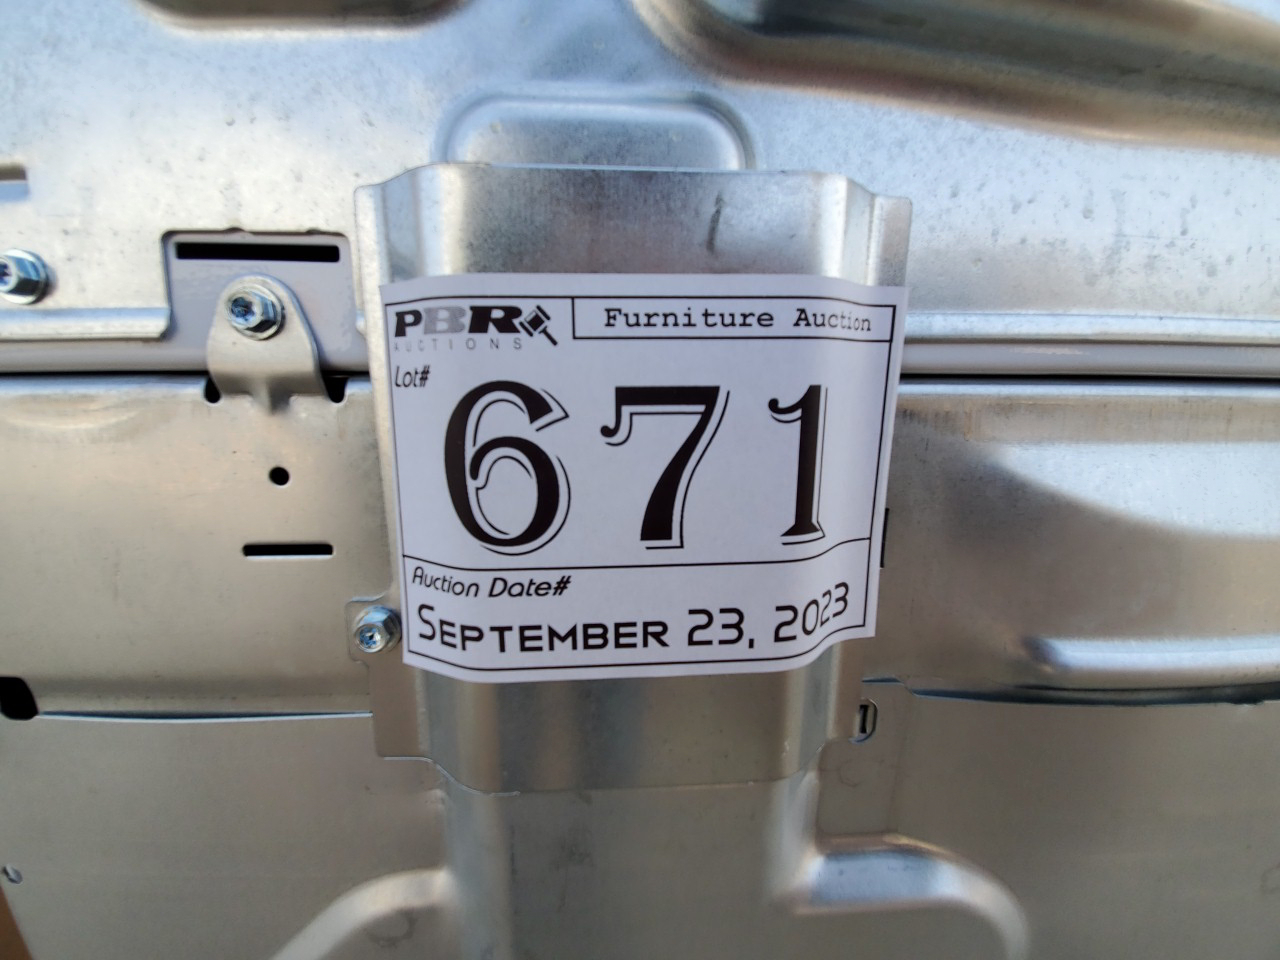 PBR
AUCTIONS
Furniture Auction
Lot#
671
Auction Date#
SEPTEMBER 23, 2023